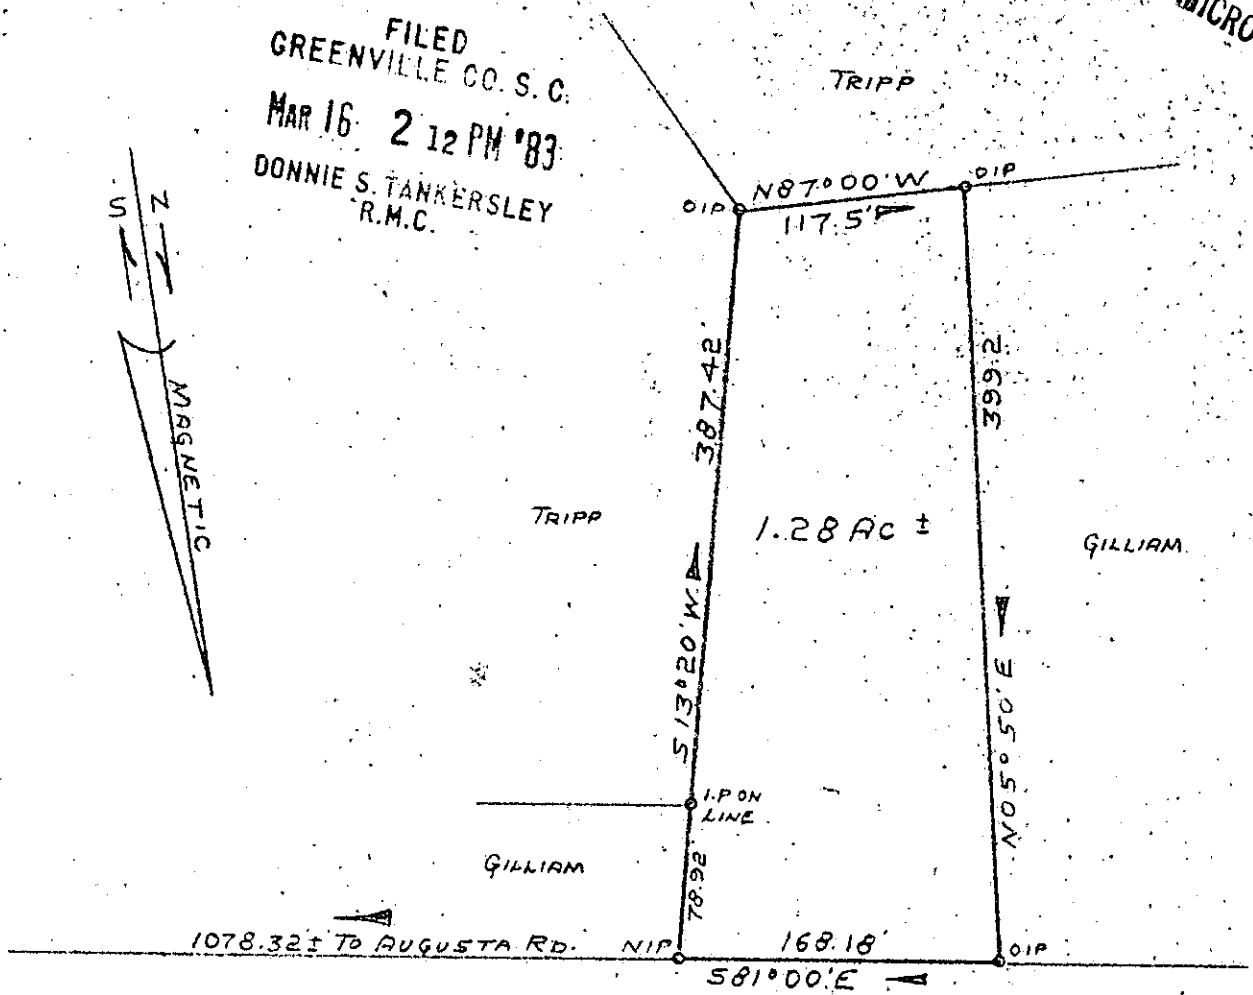 MICRO
FILED
GREENVILLE CO. S. C.
MAR 16 2 12 PM '83
DONNIE S. TANKERSLEY
R.M.C.
TRIPP
S N
MAGNETIC
OIP
N87°00'W
OIP
117.5'
387.42'
399.2
TRIPP
1.28 AC ±
GILLIAM
S 13°20'W
N05°50'E
I.P ON
LINE
GILLIAM
78.92'
1078.32± TO AUGUSTA RD.
NIP
168.18'
OIP
S81°00'E